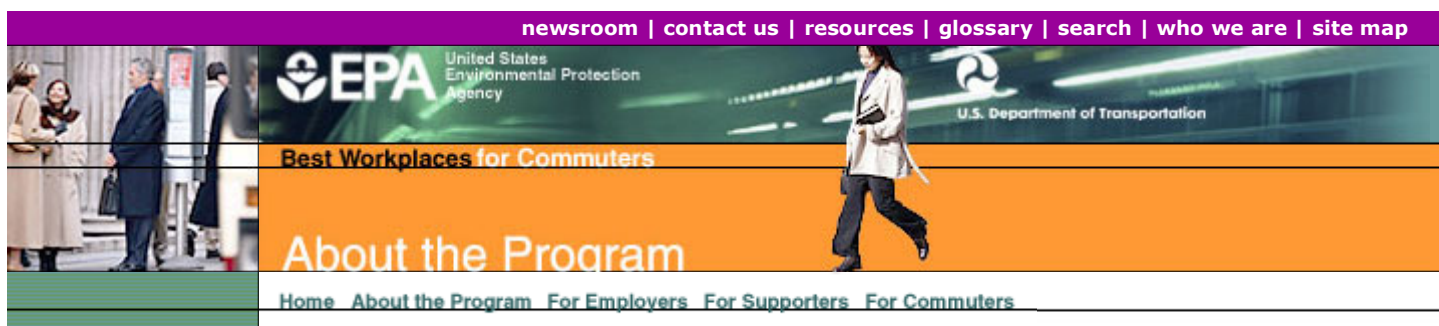 newsroom | contact us | resources | glossary | search | who we are | site map
EPA
United States
Environmental Protection
Agency
U.S. Department of Transportation
Best Workplaces for Commuters
About the Program
Home About the Program For Employers For Supporters For Commuters